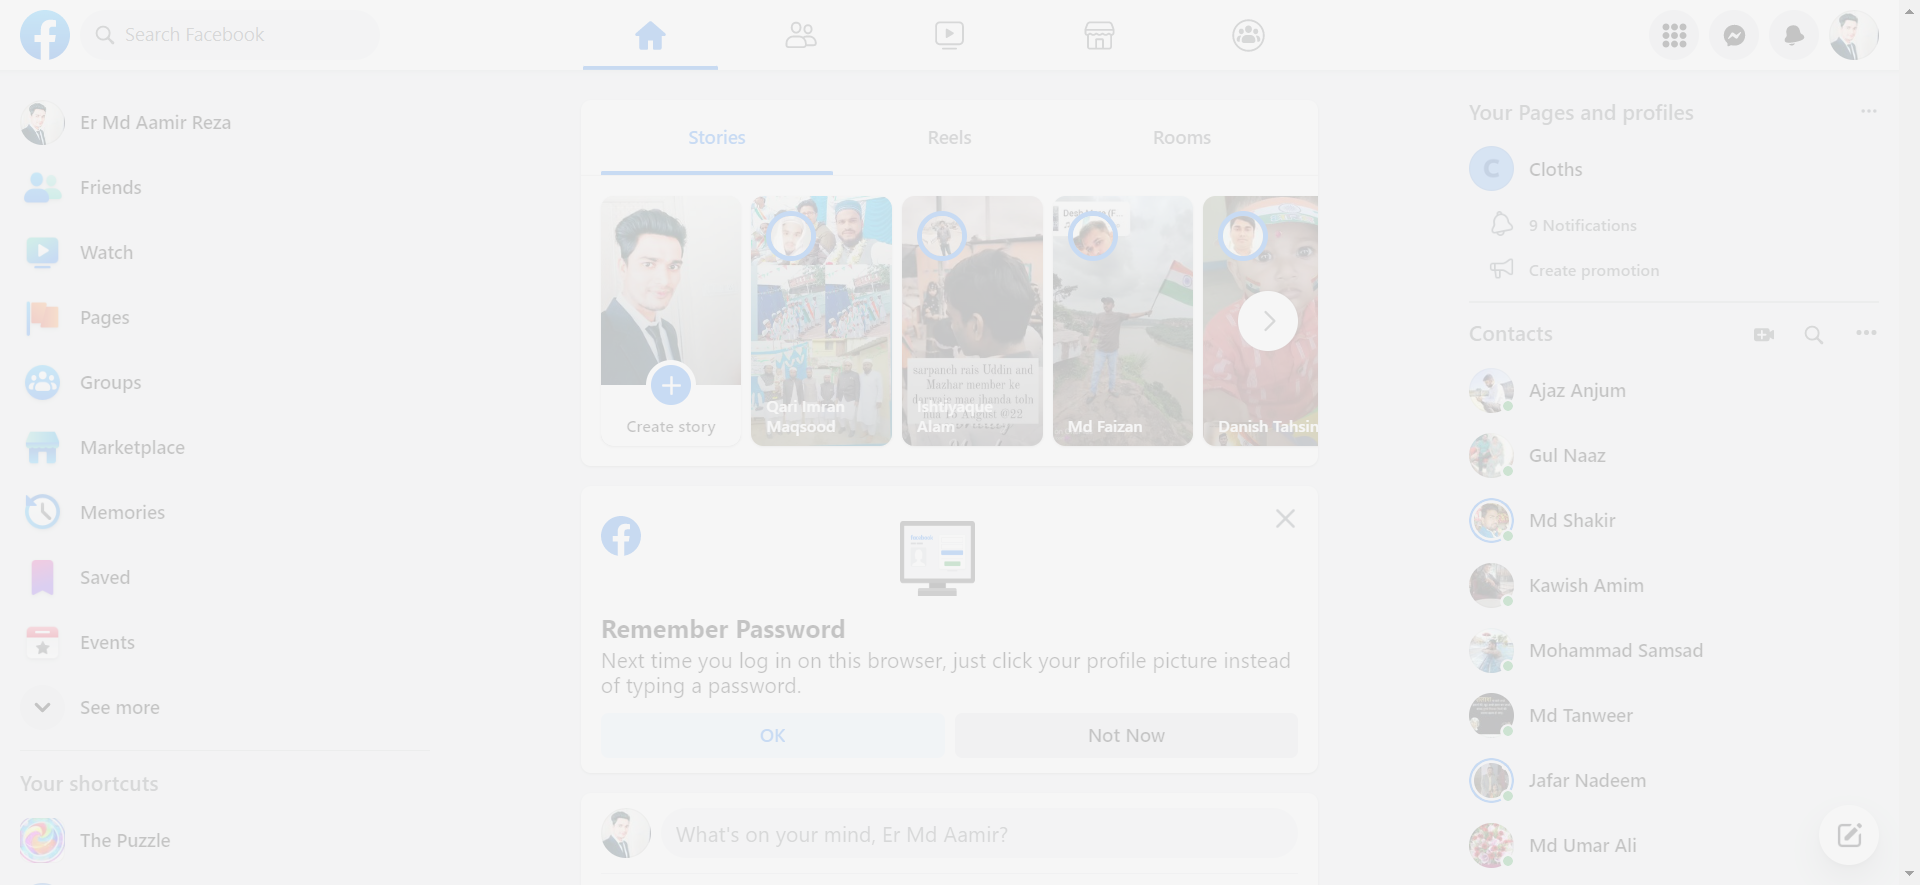 Search Facebook
Er Md Aamir Reza
Friends
Watch
Pages
Groups
Marketplace
Memories
Saved
Events
See more
Your shortcuts
The Puzzle
Stories
Reels
Rooms
Create story
Qari Imran
Maqsood
sarpanch rais Uddin and
Mazhar member ke
Ishtiyaque
Alam
Md Faizan
Danish Tahsin
Remember Password
Next time you log in on this browser, just click your profile picture instead
of typing a password.
OK
Not Now
What's on your mind, Er Md Aamir?
Your Pages and profiles
C
Cloths
9 Notifications
Create promotion
Contacts
Ajaz Anjum
Gul Naaz
Md Shakir
Kawish Amim
Mohammad Samsad
Md Tanweer
Jafar Nadeem
Md Umar Ali